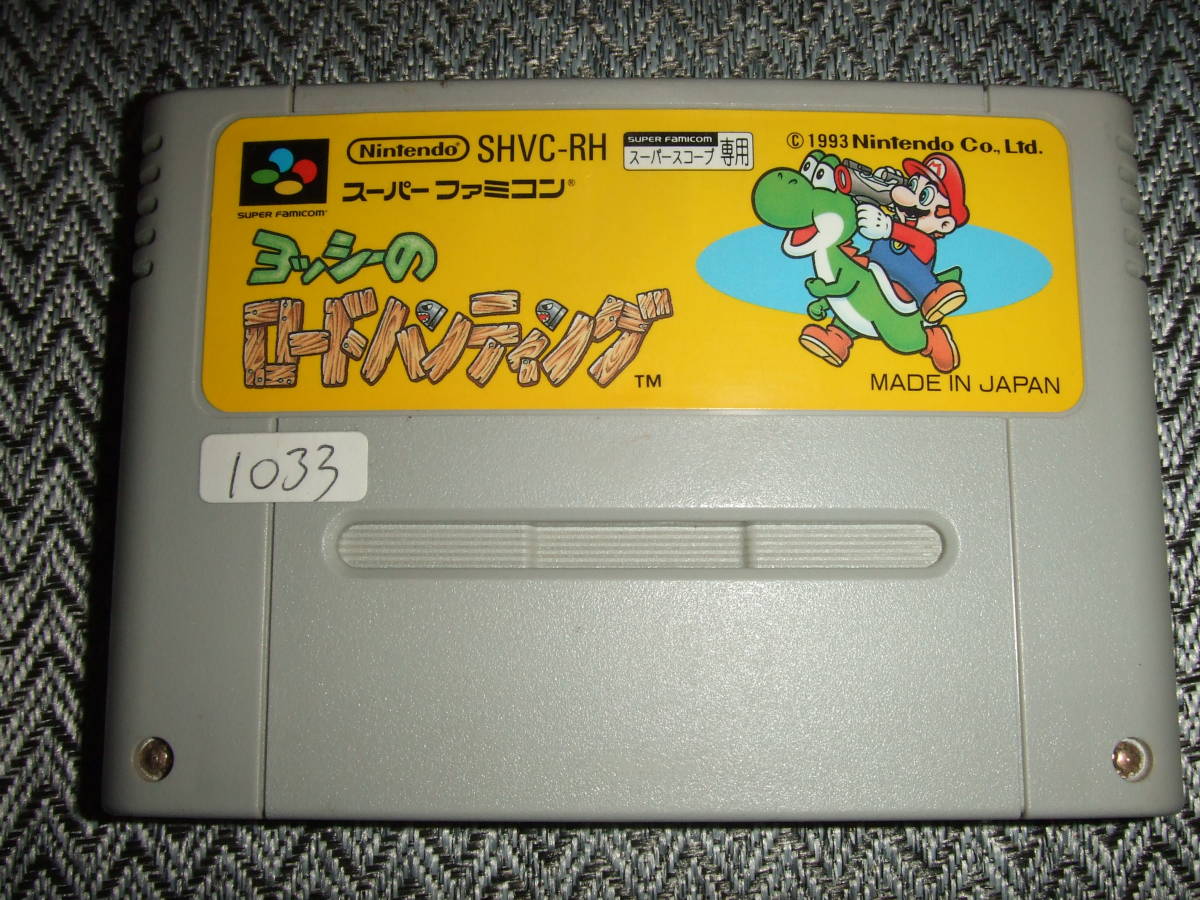 Nintendo SHVC-RH
SUPER FAMICOM
スーパースコープ専用
© 1993 Nintendo Co., Ltd.
スーパーファミコン®
SUPER FAMICOM
ヨッシーの
ロードハンティング™
MADE IN JAPAN
1033